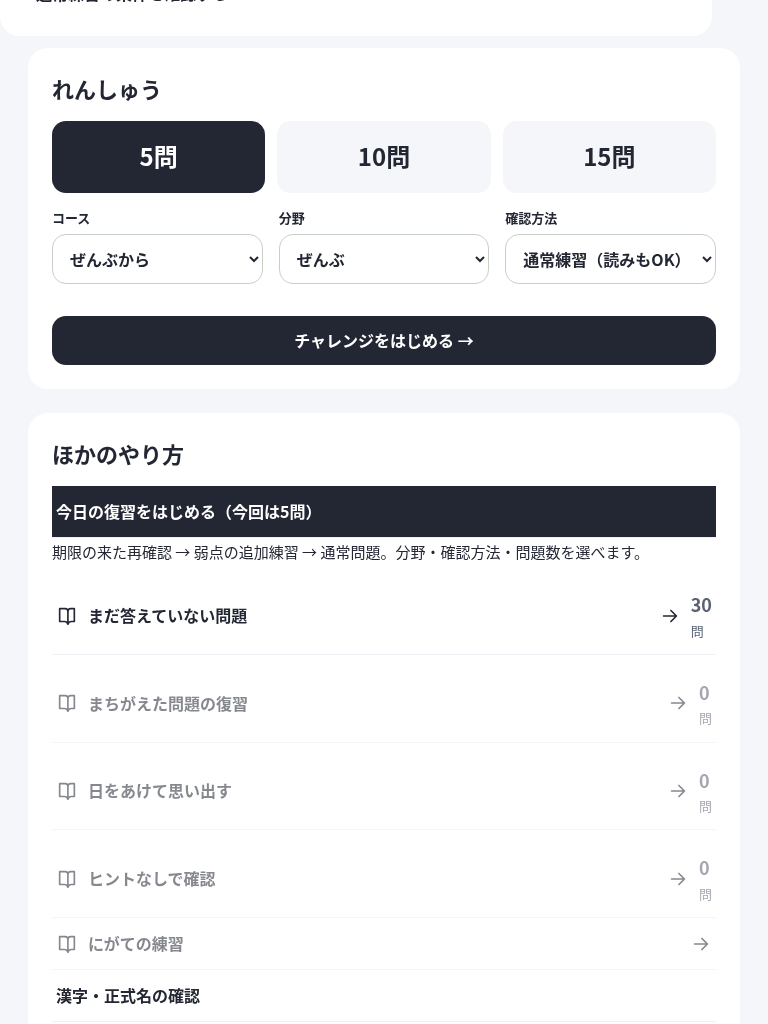 れんしゅう
5問
10問
15問
コース
分野
確認方法
ぜんぶから
ぜんぶ
通常練習（読みもOK）
チャレンジをはじめる →
ほかのやり方
今日の復習をはじめる（今回は5問）
期限の来た再確認 → 弱点の追加練習 → 通常問題。分野・確認方法・問題数を選べます。
まだ答えていない問題
→
30
問
まちがえた問題の復習
→
0
問
日をあけて思い出す
→
0
問
ヒントなしで確認
→
0
問
にがての練習
→
漢字・正式名の確認